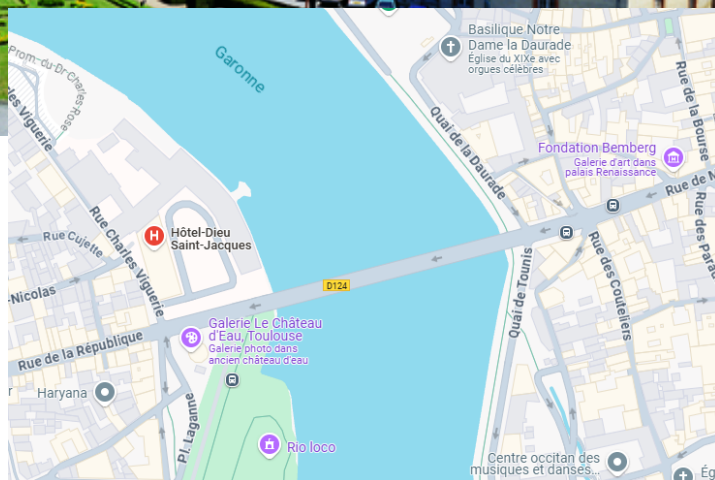 Basilique Notre
Dame la Daurade
Église du XIXe avec
orgues célèbres
Garonne
Prom. du Dr Charles-Rose
les Viguerie
Rue de la Bourse
Quai de la Daurade
Fondation Bemberg
Galerie d'art dans
palais Renaissance
Rue de
Rue Charles Viguerie
Rue Cujette
H
Hôtel-Dieu
Saint-Jacques
-Nicolas
D124
Quai de Tounis
Rue des Couteliers
Rue des
Galerie Le Château
d'Eau, Toulouse
Galerie photo dans
ancien château d'eau
Rue de la République
Haryana
Pl. Laganne
Rio loco
Centre occitan des
musiques et danses...